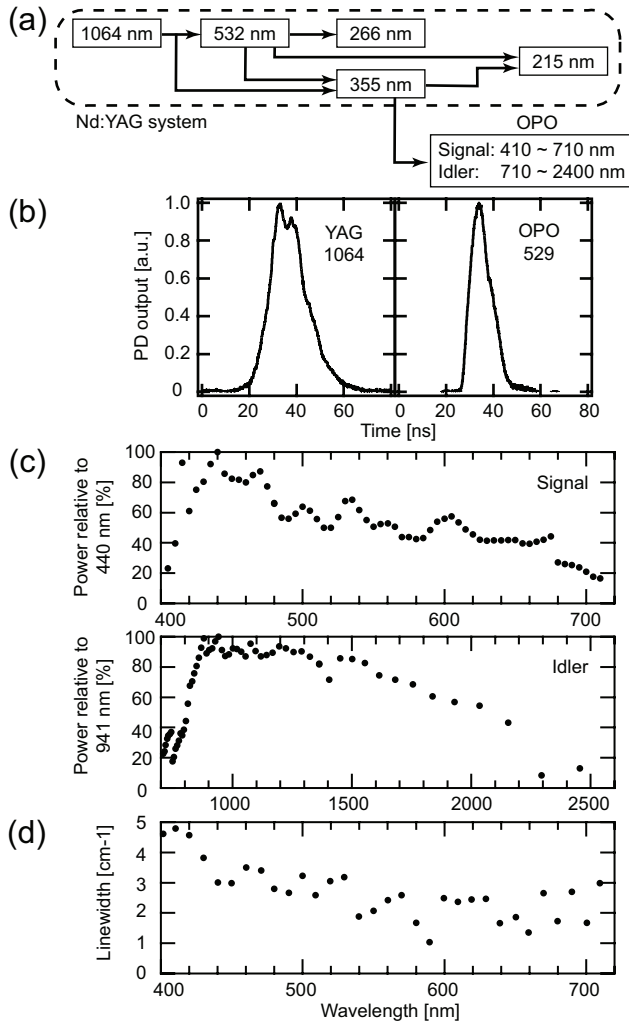 (a)
1064 nm 532 nm 266 nm
215 nm
355 nm
Nd:YAG system
OPO
Signal: 410 ~ 710 nm
Idler: 710 ~ 2400 nm
(b)
PD output [a.u.]
1.0
0.8
0.6
0.4
0.2
0
YAG
1064
OPO
529
0 20 40 60 0 20 40 60 80
Time [ns]
(c)
Power relative to
440 nm [%]
100
80
60
40
20
0
Signal
400 500 600 700
Power relative to
941 nm [%]
100
80
60
40
20
0
Idler
1000 1500 2000 2500
(d)
Linewidth [cm-1]
5
4
3
2
1
0
400 500 600 700
Wavelength [nm]